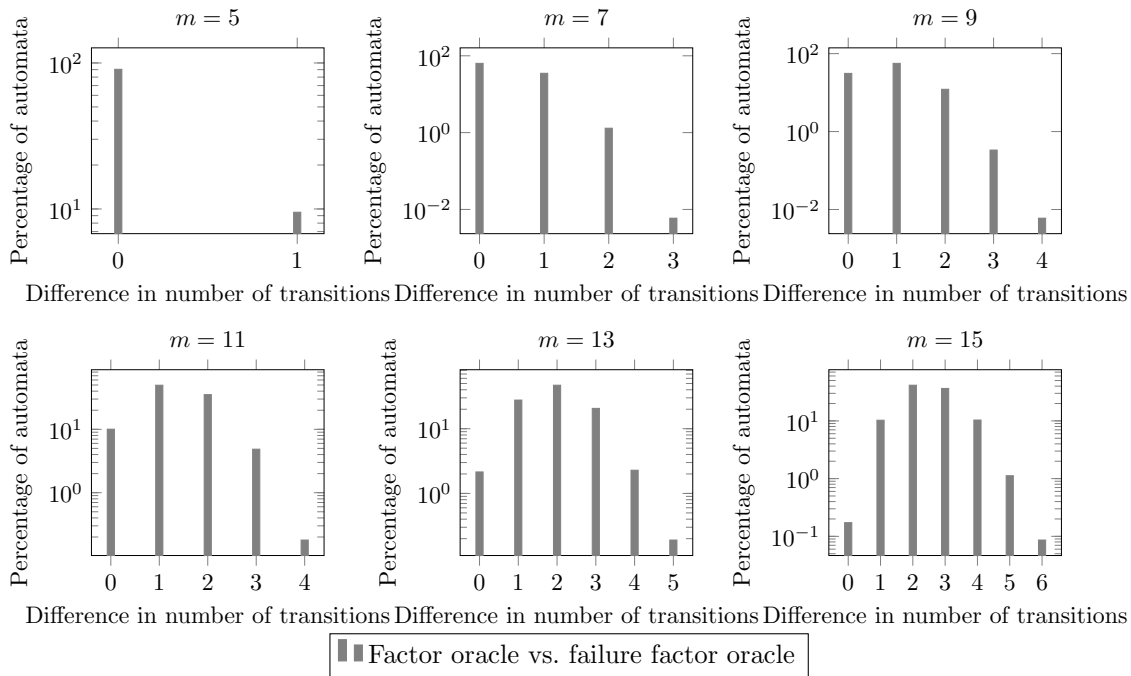 m = 5
Percentage of automata
10^2
10^1
0 1
Difference in number of transitions
m = 7
Percentage of automata
10^2
10^0
10^−2
0 1 2 3
Difference in number of transitions
m = 9
Percentage of automata
10^2
10^0
10^−2
0 1 2 3 4
Difference in number of transitions
m = 11
Percentage of automata
10^1
10^0
0 1 2 3 4
Difference in number of transitions
m = 13
Percentage of automata
10^1
10^0
0 1 2 3 4 5
Difference in number of transitions
m = 15
Percentage of automata
10^1
10^0
10^−1
0 1 2 3 4 5 6
Difference in number of transitions
Factor oracle vs. failure factor oracle